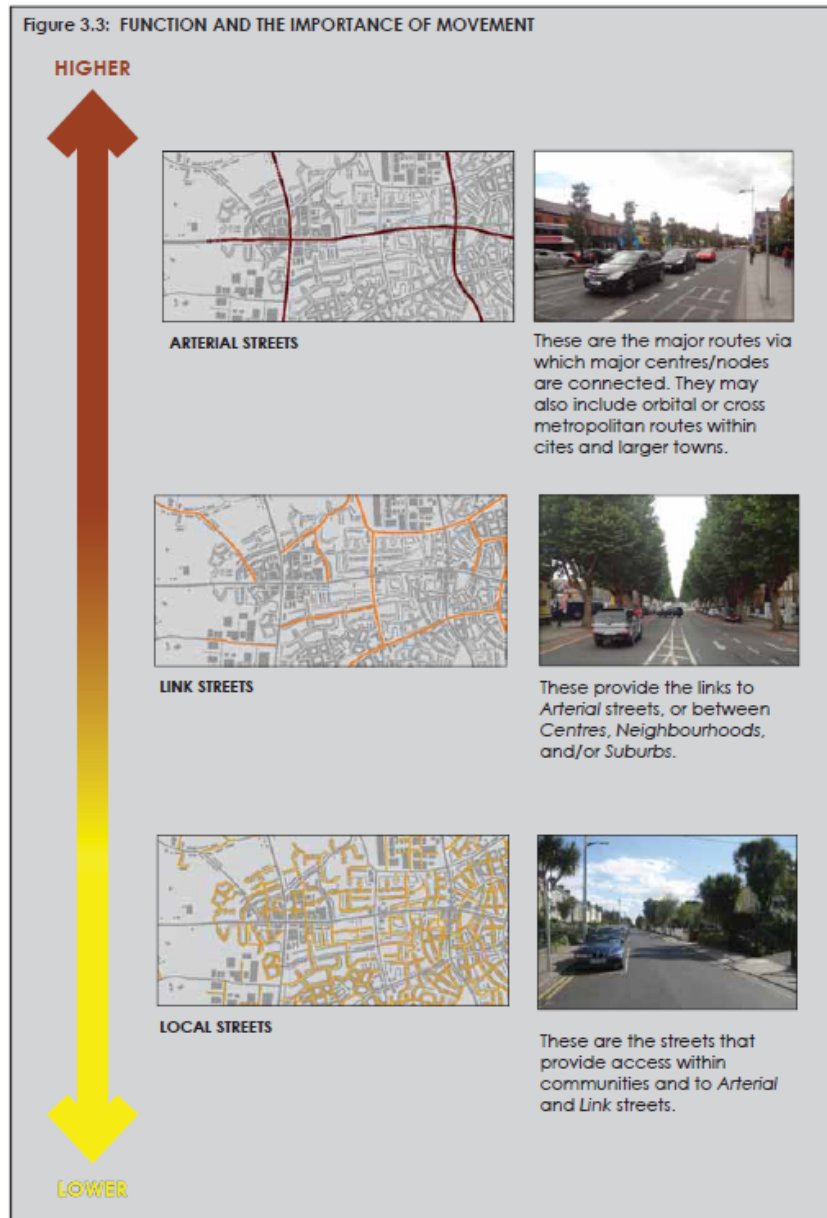 Figure 3.3: FUNCTION AND THE IMPORTANCE OF MOVEMENT
HIGHER
ARTERIAL STREETS
These are the major routes via
which major centres/nodes
are connected. They may
also include orbital or cross
metropolitan routes within
cites and larger towns.
LINK STREETS
These provide the links to
Arterial streets, or between
Centres, Neighbourhoods,
and/or Suburbs.
LOCAL STREETS
These are the streets that
provide access within
communities and to Arterial
and Link streets.
LOWER